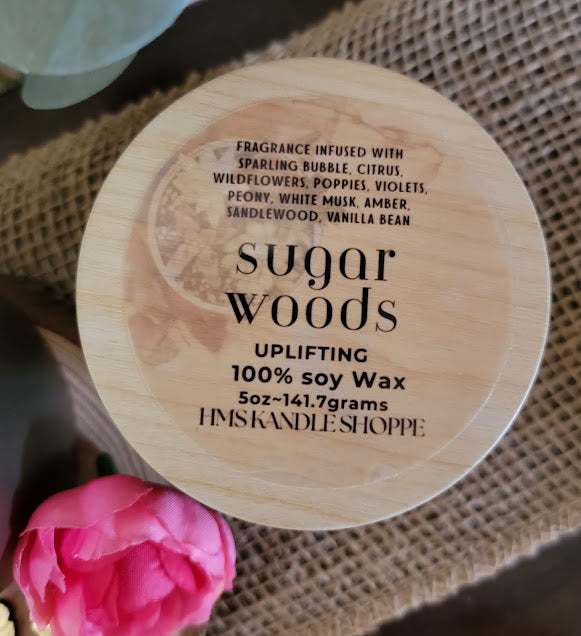 FRAGRANCE INFUSED WITH
SPARLING BUBBLE, CITRUS,
WILDFLOWERS, POPPIES, VIOLETS,
PEONY, WHITE MUSK, AMBER,
SANDLEWOOD, VANILLA BEAN
sugar
woods
UPLIFTING
100% soy Wax
5oz~141.7grams
HMS KANDLE SHOPPE